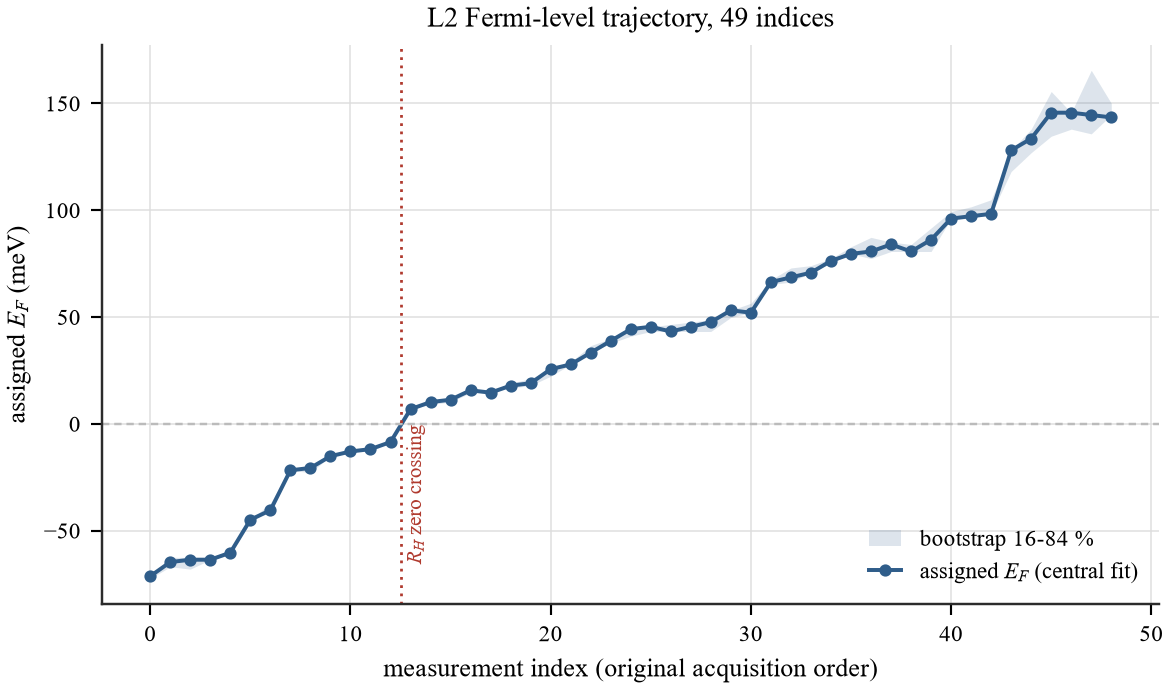 L2 Fermi-level trajectory, 49 indices
assigned E_F (meV)
150
100
50
0
−50
R_H zero crossing
bootstrap 16-84 %
assigned E_F (central fit)
0 10 20 30 40 50
measurement index (original acquisition order)